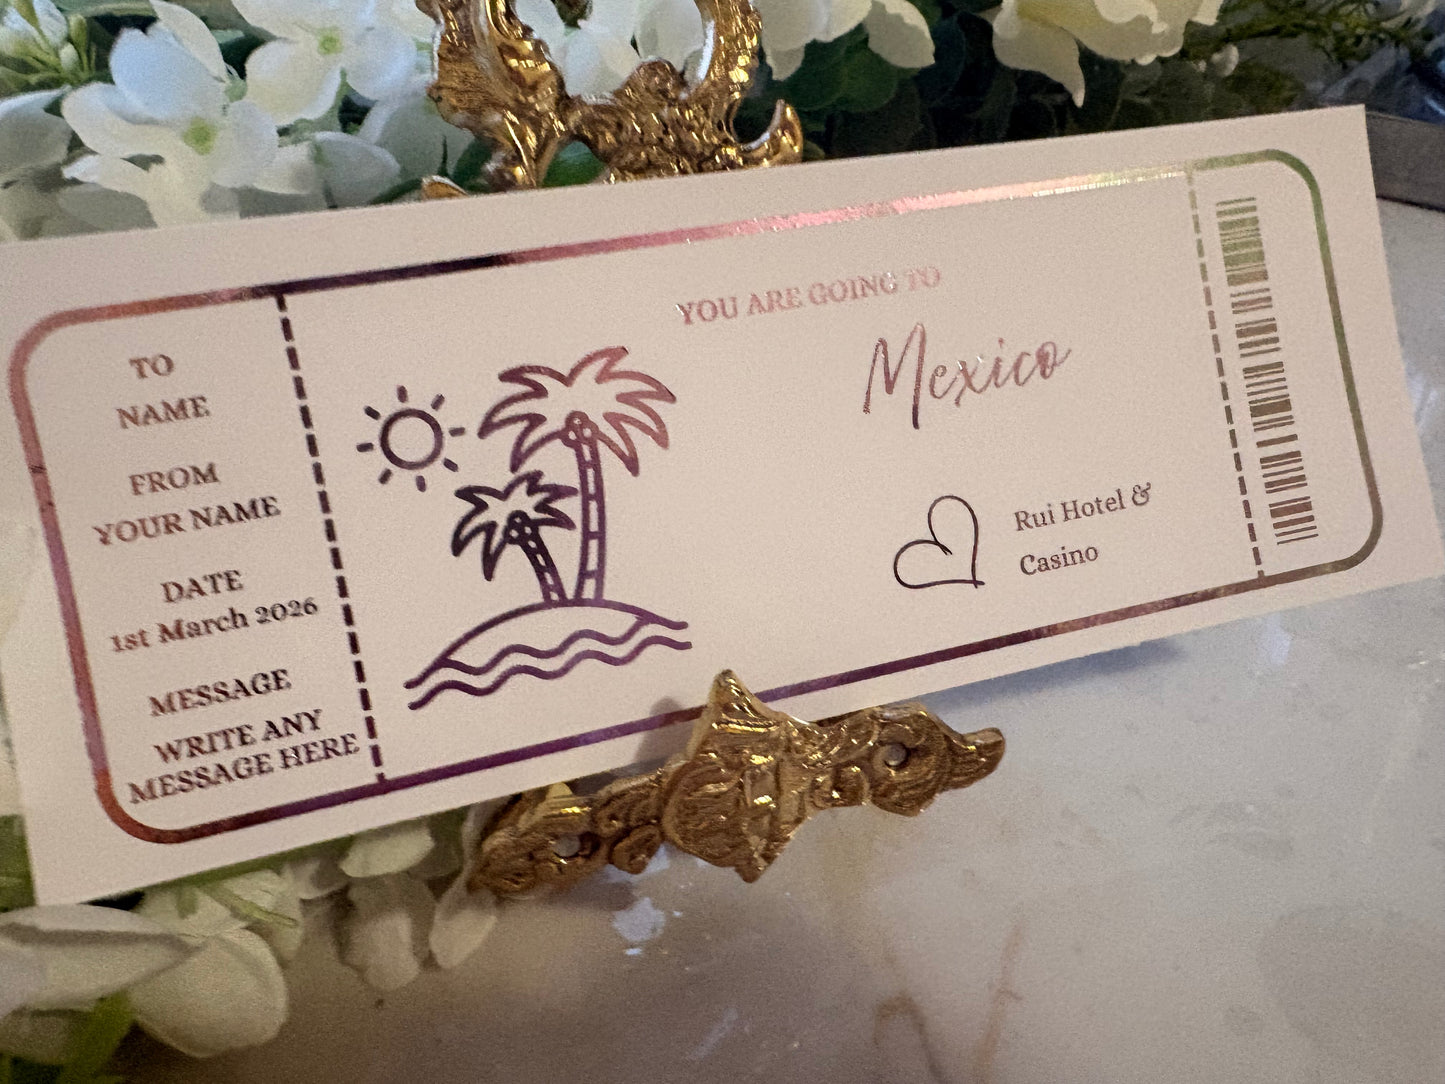 TO
NAME
FROM
YOUR NAME
DATE
1st March 2026
MESSAGE
WRITE ANY
MESSAGE HERE
YOU ARE GOING TO
Mexico
Rui Hotel &
Casino